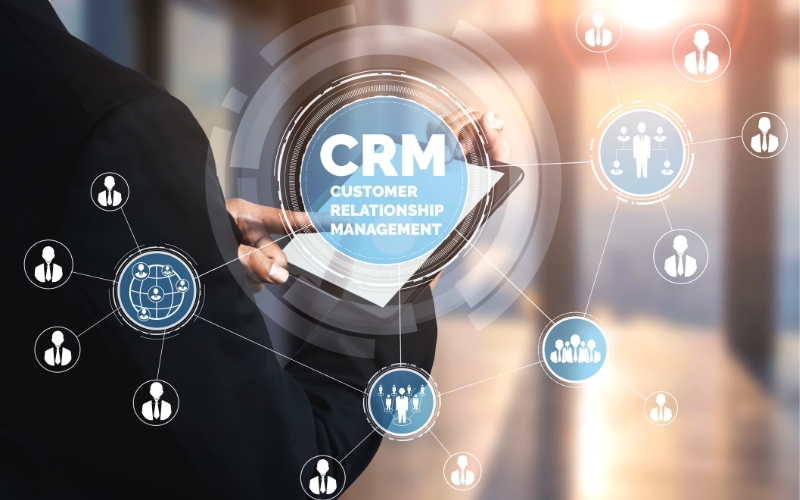 CRM
CUSTOMER
RELATIONSHIP
MANAGEMENT